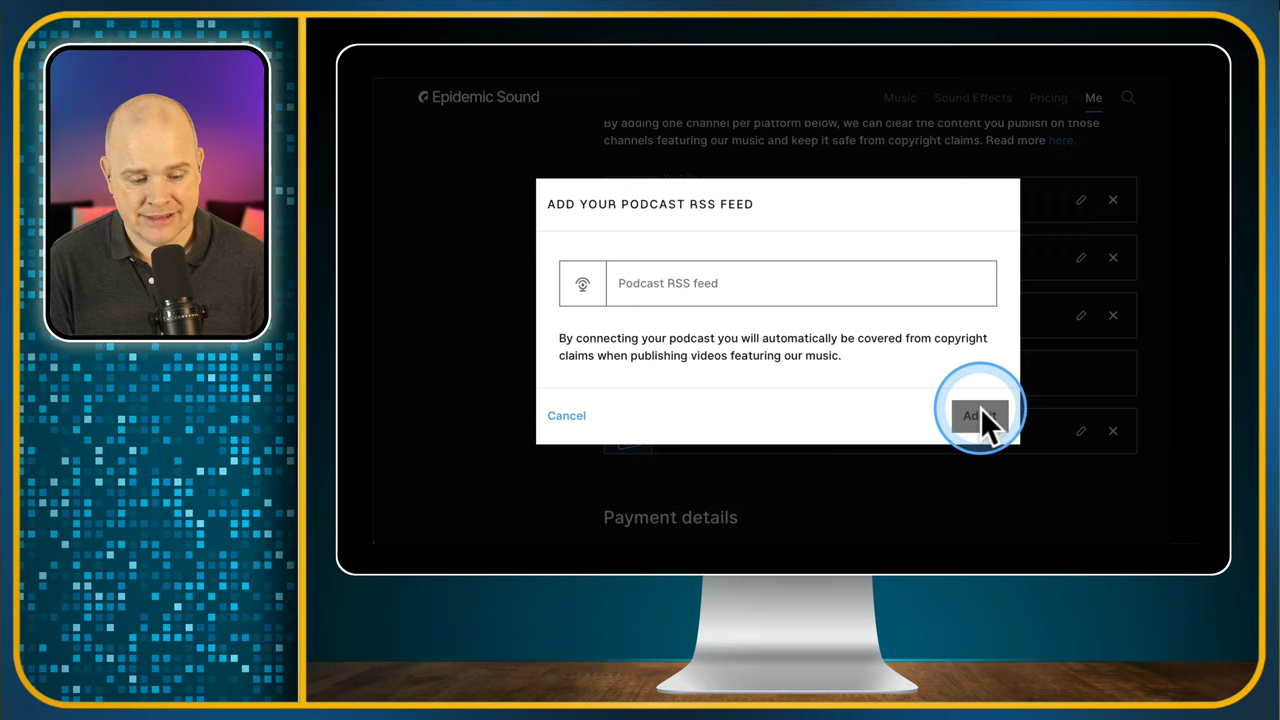 Epidemic Sound
Music Sound Effects Pricing Me
By adding one channel per platform below, we can clear the content you publish on those
channels featuring our music and keep it safe from copyright claims. Read more here.
ADD YOUR PODCAST RSS FEED
Podcast RSS feed
By connecting your podcast you will automatically be covered from copyright
claims when publishing videos featuring our music.
Cancel
Payment details